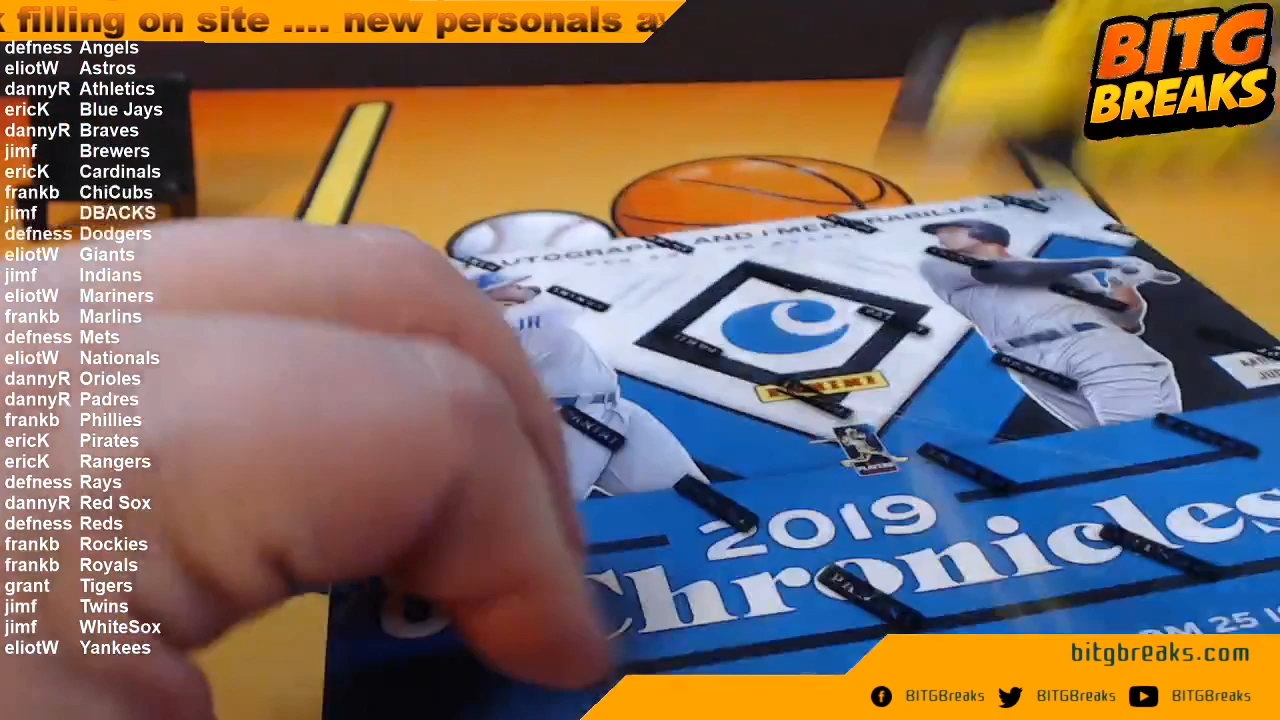 filling on site .... new personals
BITG
BREAKS
defness Angels
eliotW Astros
dannyR Athletics
ericK Blue Jays
dannyR Braves
jimf Brewers
ericK Cardinals
frankb ChiCubs
jimf DBACKS
defness Dodgers
eliotW Giants
jimf Indians
eliotW Mariners
frankb Marlins
defness Mets
eliotW Nationals
dannyR Orioles
dannyR Padres
frankb Phillies
ericK Pirates
ericK Rangers
defness Rays
dannyR Red Sox
defness Reds
frankb Rockies
frankb Royals
grant Tigers
jimf Twins
jimf WhiteSox
eliotW Yankees
AND
JR
PANINI
PLAYERS
2019
Chronicles
25
bitgbreaks.com
BITGBreaks BITGBreaks BITGBreaks